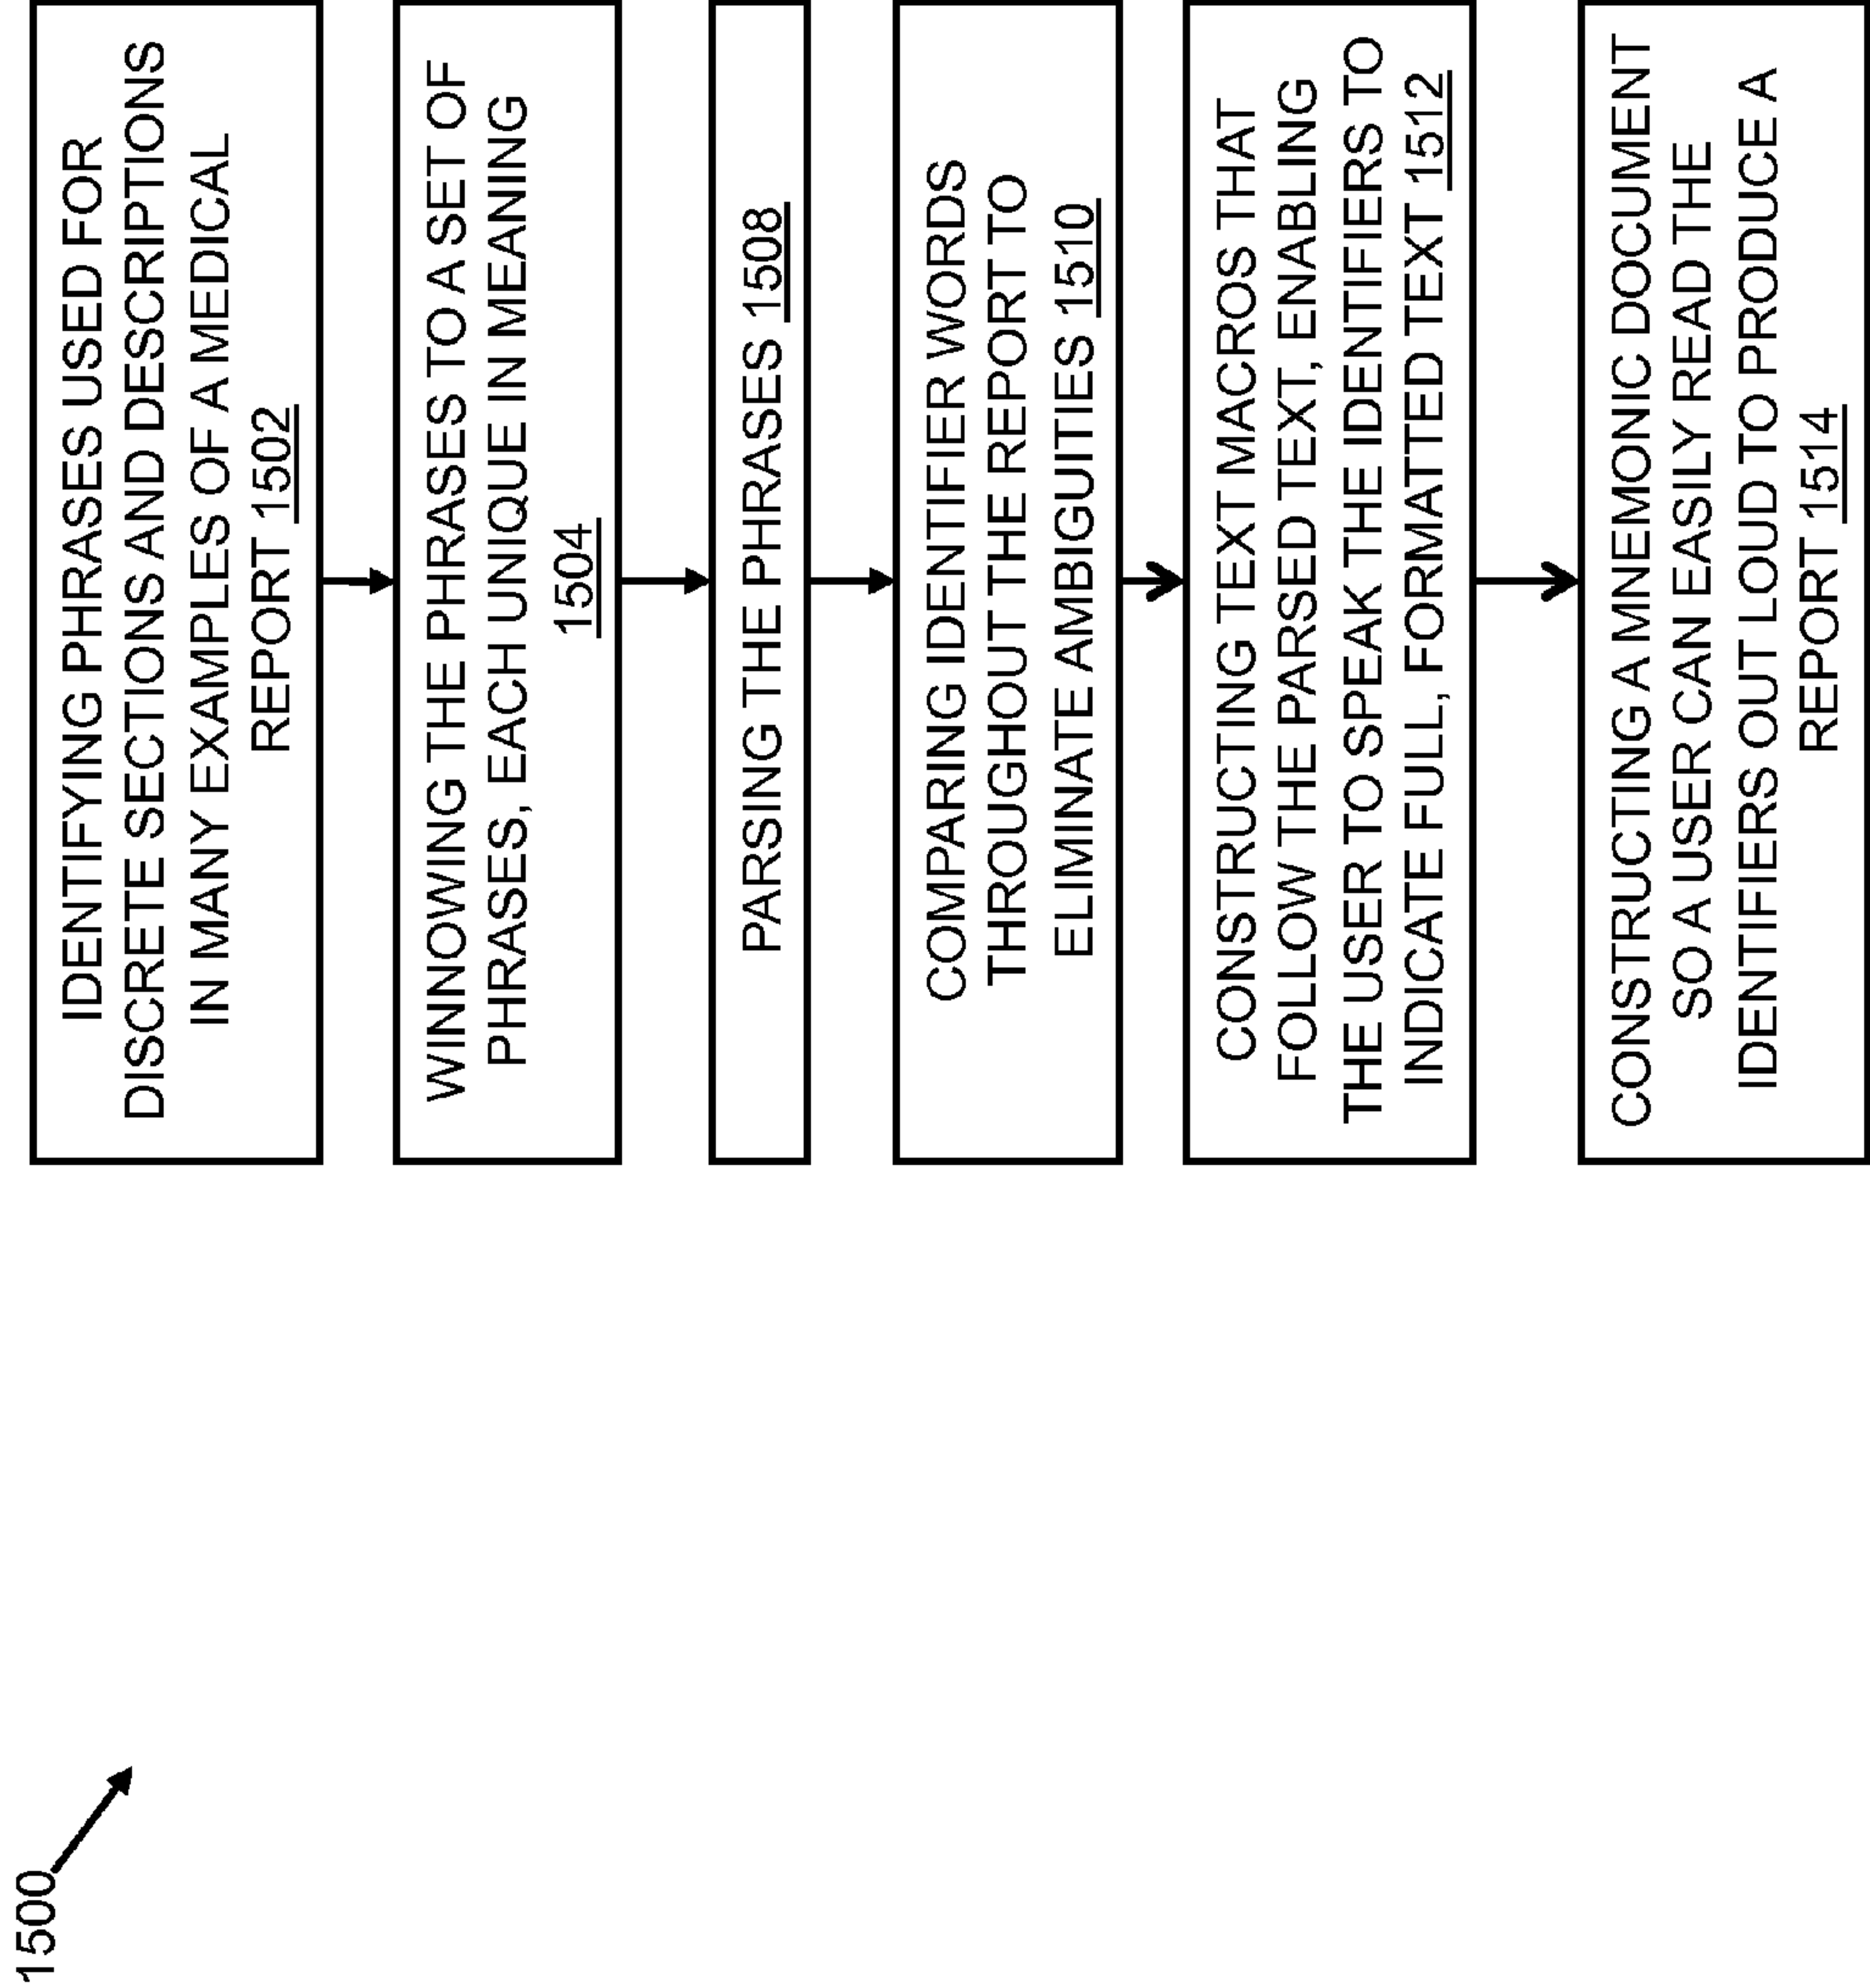 1500
IDENTIFYING PHRASES USED FOR
DISCRETE SECTIONS AND DESCRIPTIONS
IN MANY EXAMPLES OF A MEDICAL
REPORT 1502
WINNOWING THE PHRASES TO A SET OF
PHRASES, EACH UNIQUE IN MEANING
1504
PARSING THE PHRASES 1508
COMPARING IDENTIFIER WORDS
THROUGHOUT THE REPORT TO
ELIMINATE AMBIGUITIES 1510
CONSTRUCTING TEXT MACROS THAT
FOLLOW THE PARSED TEXT, ENABLING
THE USER TO SPEAK THE IDENTIFIERS TO
INDICATE FULL, FORMATTED TEXT 1512
CONSTRUCTING A MNEMONIC DOCUMENT
SO A USER CAN EASILY READ THE
IDENTIFIERS OUT LOUD TO PRODUCE A
REPORT 1514